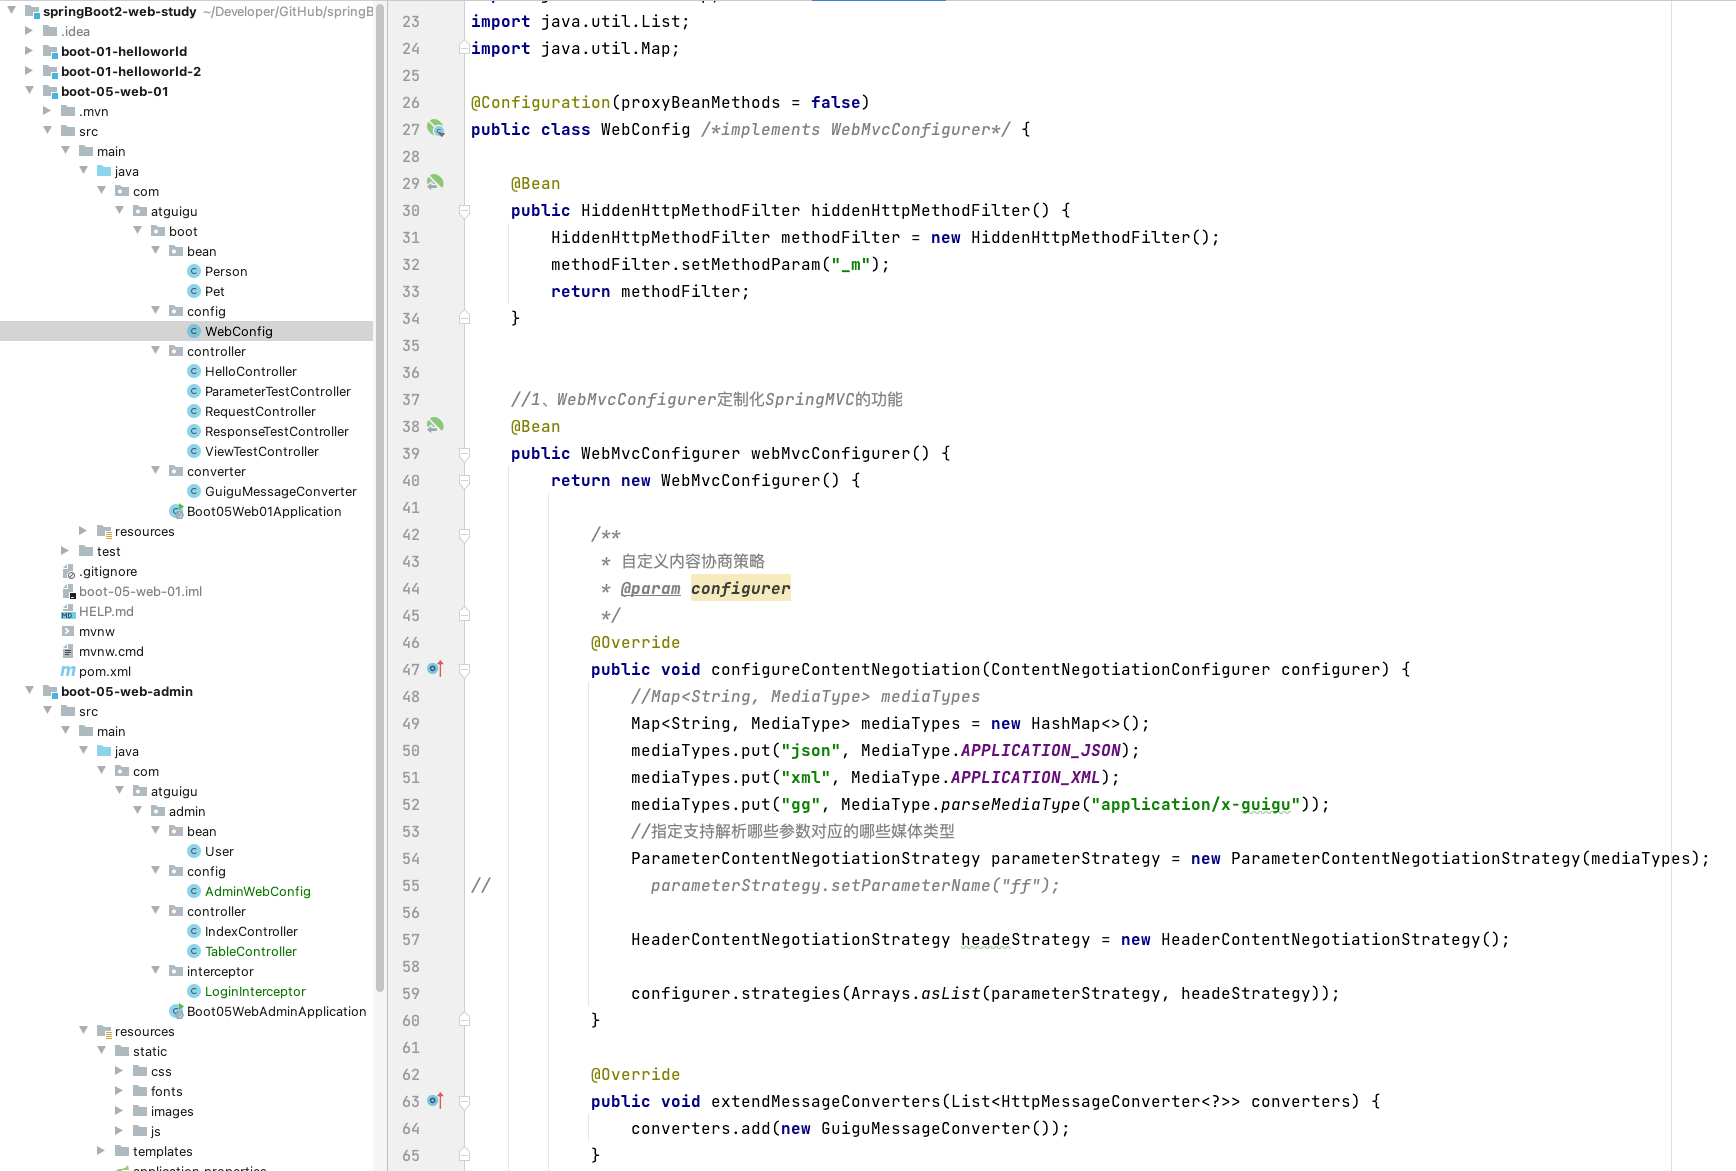 springBoot2-web-study ~/Developer/GitHub/springB
.idea
boot-01-helloworld
boot-01-helloworld-2
boot-05-web-01
.mvn
src
main
java
com
atguigu
boot
bean
Person
Pet
config
WebConfig
controller
HelloController
ParameterTestController
RequestController
ResponseTestController
ViewTestController
converter
GuiguMessageConverter
Boot05Web01Application
resources
test
.gitignore
boot-05-web-01.iml
HELP.md
mvnw
mvnw.cmd
pom.xml
boot-05-web-admin
src
main
java
com
atguigu
admin
bean
User
config
AdminWebConfig
controller
IndexController
TableController
interceptor
LoginInterceptor
Boot05WebAdminApplication
resources
static
css
fonts
images
js
templates
application.properties
23 import java.util.List;
24 import java.util.Map;
25
26 @Configuration(proxyBeanMethods = false)
27 public class WebConfig /*implements WebMvcConfigurer*/ {
28
29 @Bean
30 public HiddenHttpMethodFilter hiddenHttpMethodFilter() {
31 HiddenHttpMethodFilter methodFilter = new HiddenHttpMethodFilter();
32 methodFilter.setMethodParam("_m");
33 return methodFilter;
34 }
35
36
37 //1、WebMvcConfigurer定制化SpringMVC的功能
38 @Bean
39 public WebMvcConfigurer webMvcConfigurer() {
40 return new WebMvcConfigurer() {
41
42 /**
43 * 自定义内容协商策略
44 * @param configurer
45 */
46 @Override
47 public void configureContentNegotiation(ContentNegotiationConfigurer configurer) {
48 //Map<String, MediaType> mediaTypes
49 Map<String, MediaType> mediaTypes = new HashMap<>();
50 mediaTypes.put("json", MediaType.APPLICATION_JSON);
51 mediaTypes.put("xml", MediaType.APPLICATION_XML);
52 mediaTypes.put("gg", MediaType.parseMediaType("application/x-guigu"));
53 //指定支持解析哪些参数对应的哪些媒体类型
54 ParameterContentNegotiationStrategy parameterStrategy = new ParameterContentNegotiationStrategy(mediaTypes);
55 // parameterStrategy.setParameterName("ff");
56
57 HeaderContentNegotiationStrategy headeStrategy = new HeaderContentNegotiationStrategy();
58
59 configurer.strategies(Arrays.asList(parameterStrategy, headeStrategy));
60 }
61
62 @Override
63 public void extendMessageConverters(List<HttpMessageConverter<?>> converters) {
64 converters.add(new GuiguMessageConverter());
65 }